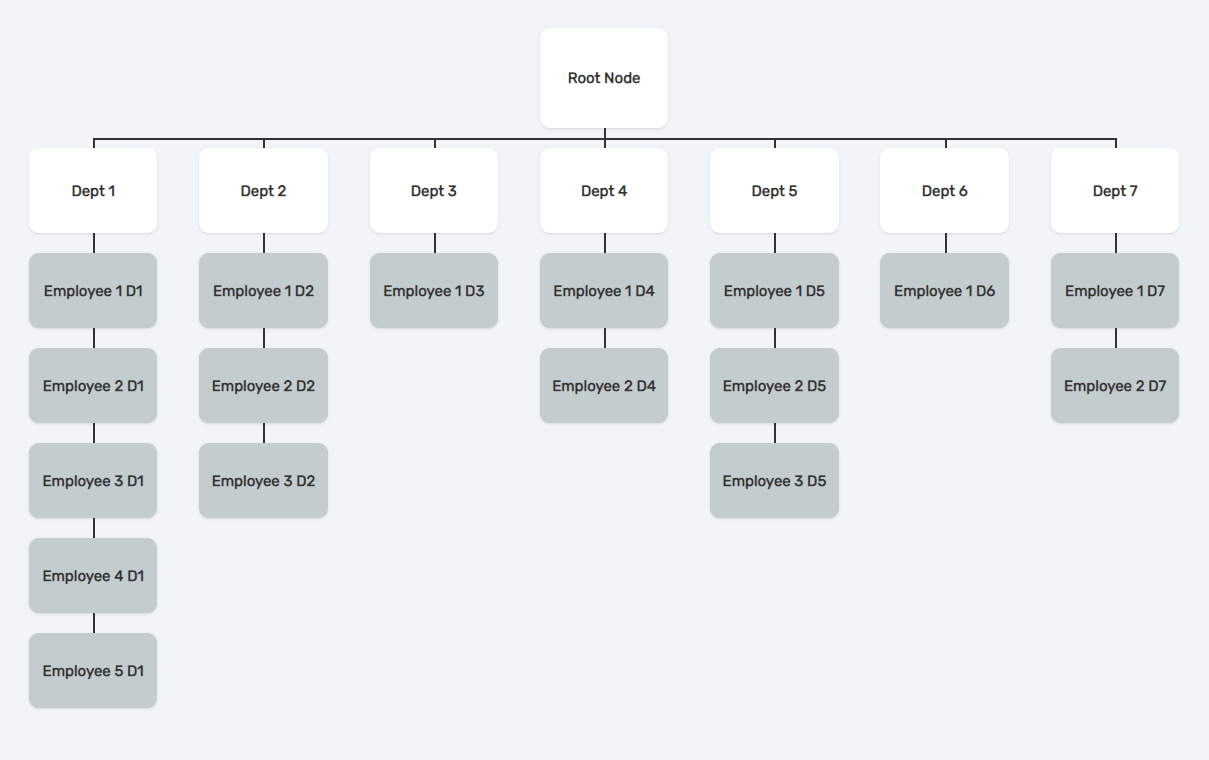 Root Node
Dept 1
Dept 2
Dept 3
Dept 4
Dept 5
Dept 6
Dept 7
Employee 1 D1
Employee 1 D2
Employee 1 D3
Employee 1 D4
Employee 1 D5
Employee 1 D6
Employee 1 D7
Employee 2 D1
Employee 2 D2
Employee 2 D4
Employee 2 D5
Employee 2 D7
Employee 3 D1
Employee 3 D2
Employee 3 D5
Employee 4 D1
Employee 5 D1